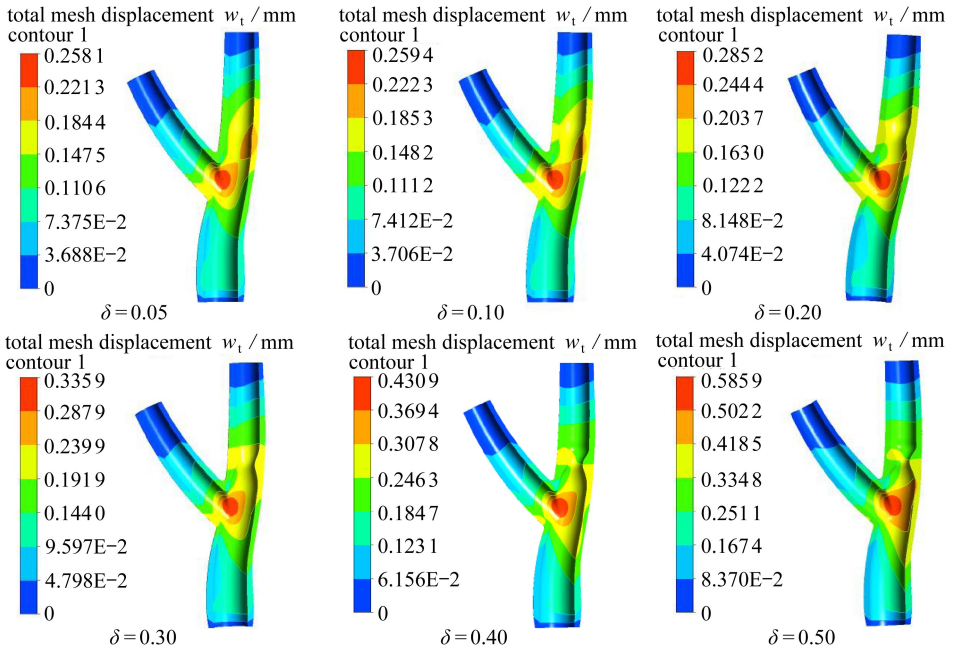 total mesh displacement wt / mm
contour 1
0.2581
0.2213
0.1844
0.1475
0.1106
7.375E−2
3.688E−2
0
δ=0.05
total mesh displacement wt / mm
contour 1
0.2594
0.2223
0.1853
0.1482
0.1112
7.412E−2
3.706E−2
0
δ=0.10
total mesh displacement wt / mm
contour 1
0.2852
0.2444
0.2037
0.1630
0.1222
8.148E−2
4.074E−2
0
δ=0.20
total mesh displacement wt / mm
contour 1
0.3359
0.2879
0.2399
0.1919
0.1440
9.597E−2
4.798E−2
0
δ=0.30
total mesh displacement wt / mm
contour 1
0.4309
0.3694
0.3078
0.2463
0.1847
0.1231
6.156E−2
0
δ=0.40
total mesh displacement wt / mm
contour 1
0.5859
0.5022
0.4185
0.3348
0.2511
0.1674
8.370E−2
0
δ=0.50